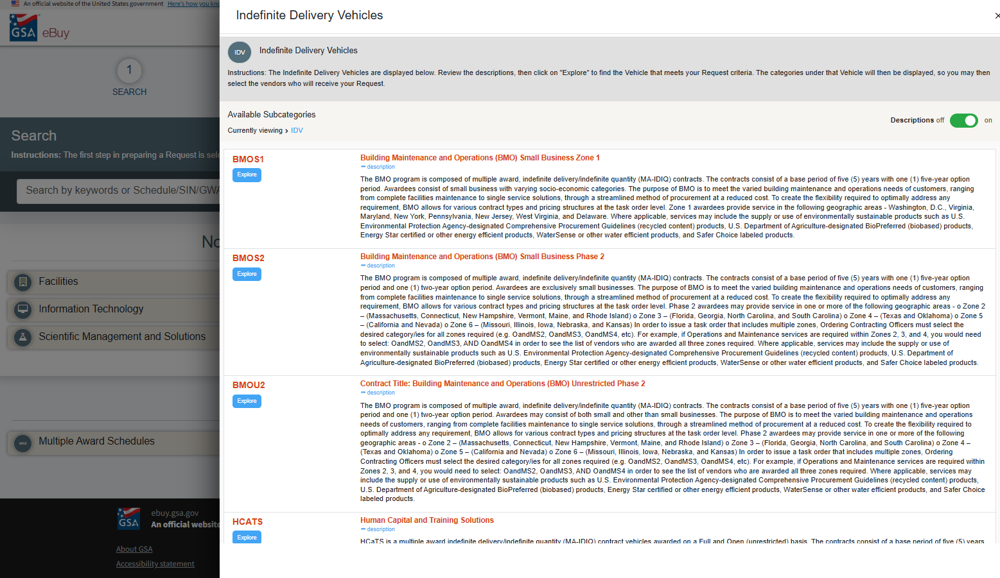 An official website of the United States government Here's how you kno
GSA eBuy
1
SEARCH
Search
Instructions: The first step in preparing a Request is sel
Search by keywords or Schedule/SIN/GWA
No
Facilities
Information Technology
Scientific Management and Solutions
MAS
Multiple Award Schedules
GSA
ebuy.gsa.gov
An official website
About GSA
Accessibility statement
Indefinite Delivery Vehicles
×
IDV Indefinite Delivery Vehicles
Instructions: The Indefinite Delivery Vehicles are displayed below. Review the descriptions, then click on "Explore" to find the Vehicle that meets your Request criteria. The categories under that Vehicle will then be displayed, so you may then
select the vendors who will receive your Request.
Available Subcategories
Descriptions off on
Currently viewing > IDV
BMOS1
Explore
Building Maintenance and Operations (BMO) Small Business Zone 1
description
The BMO program is composed of multiple award, indefinite delivery/indefinite quantity (MA-IDIQ) contracts. The contracts consist of a base period of five (5) years with one (1) five-year option
period. Awardees consist of small business with varying socio-economic categories. The purpose of BMO is to meet the varied building maintenance and operations needs of customers, ranging
from complete facilities maintenance to single service solutions, through a streamlined method of procurement at a reduced cost. To create the flexibility required to optimally address any
requirement, BMO allows for various contract types and pricing structures at the task order level. Zone 1 awardees provide service in the following geographic areas - Washington, D.C., Virginia,
Maryland, New York, Pennsylvania, New Jersey, West Virginia, and Delaware. Where applicable, services may include the supply or use of environmentally sustainable products such as U.S.
Environmental Protection Agency-designated Comprehensive Procurement Guidelines (recycled content) products, U.S. Department of Agriculture-designated BioPreferred (biobased) products,
Energy Star certified or other energy efficient products, WaterSense or other water efficient products, and Safer Choice labeled products.
BMOS2
Explore
Building Maintenance and Operations (BMO) Small Business Phase 2
description
The BMO program is composed of multiple award, indefinite delivery/indefinite quantity (MA-IDIQ) contracts. The contracts consist of a base period of five (5) years with one (1) five-year option
period and one (1) two-year option period. Awardees are exclusively small businesses. The purpose of BMO is to meet the varied building maintenance and operations needs of customers, ranging
from complete facilities maintenance to single service solutions, through a streamlined method of procurement at a reduced cost. To create the flexibility required to optimally address any
requirement, BMO allows for various contract types and pricing structures at the task order level. Phase 2 awardees may provide service in one or more of the following geographic areas - o Zone 2
– (Massachusetts, Connecticut, New Hampshire, Vermont, Maine, and Rhode Island) o Zone 3 – (Florida, Georgia, North Carolina, and South Carolina) o Zone 4 – (Texas and Oklahoma) o Zone 5
– (California and Nevada) o Zone 6 – (Missouri, Illinois, Iowa, Nebraska, and Kansas) In order to issue a task order that includes multiple zones, Ordering Contracting Officers must select the
desired category/ies for all zones required (e.g. OandMS2, OandMS3, OandMS4, etc). For example, if Operations and Maintenance services are required within Zones 2, 3, and 4, you would need
to select: OandMS2, OandMS3, AND OandMS4 in order to see the list of vendors who are awarded all three zones required. Where applicable, services may include the supply or use of
environmentally sustainable products such as U.S. Environmental Protection Agency-designated Comprehensive Procurement Guidelines (recycled content) products, U.S. Department of
Agriculture-designated BioPreferred (biobased) products, Energy Star certified or other energy efficient products, WaterSense or other water efficient products, and Safer Choice labeled products.
BMOU2
Explore
Contract Title: Building Maintenance and Operations (BMO) Unrestricted Phase 2
description
The BMO program is composed of multiple award, indefinite delivery/indefinite quantity (MA-IDIQ) contracts. The contracts consist of a base period of five (5) years with one (1) five-year option
period and one (1) two-year option period. Awardees may consist of both small and other than small businesses. The purpose of BMO is to meet the varied building maintenance and operations
needs of customers, ranging from complete facilities maintenance to single service solutions, through a streamlined method of procurement at a reduced cost. To create the flexibility required to
optimally address any requirement, BMO allows for various contract types and pricing structures at the task order level. Phase 2 awardees may provide service in one or more of the following
geographic areas - o Zone 2 – (Massachusetts, Connecticut, New Hampshire, Vermont, Maine, and Rhode Island) o Zone 3 – (Florida, Georgia, North Carolina, and South Carolina) o Zone 4 –
(Texas and Oklahoma) o Zone 5 – (California and Nevada) o Zone 6 – (Missouri, Illinois, Iowa, Nebraska, and Kansas) In order to issue a task order that includes multiple zones, Ordering
Contracting Officers must select the desired category/ies for all zones required (e.g. OandMS2, OandMS3, OandMS4, etc). For example, if Operations and Maintenance services are required within
Zones 2, 3, and 4, you would need to select: OandMS2, OandMS3, AND OandMS4 in order to see the list of vendors who are awarded all three zones required. Where applicable, services may
include the supply or use of environmentally sustainable products such as U.S. Environmental Protection Agency-designated Comprehensive Procurement Guidelines (recycled content) products,
U.S. Department of Agriculture-designated BioPreferred (biobased) products, Energy Star certified or other energy efficient products, WaterSense or other water efficient products, and Safer Choice
labeled products.
HCATS
Explore
Human Capital and Training Solutions
description
HCaTS is a multiple award indefinite delivery/indefinite quantity (MA-IDIQ) contract vehicles awarded on a Full and Open (unrestricted) basis. The contracts consist of a base period of five (5) years